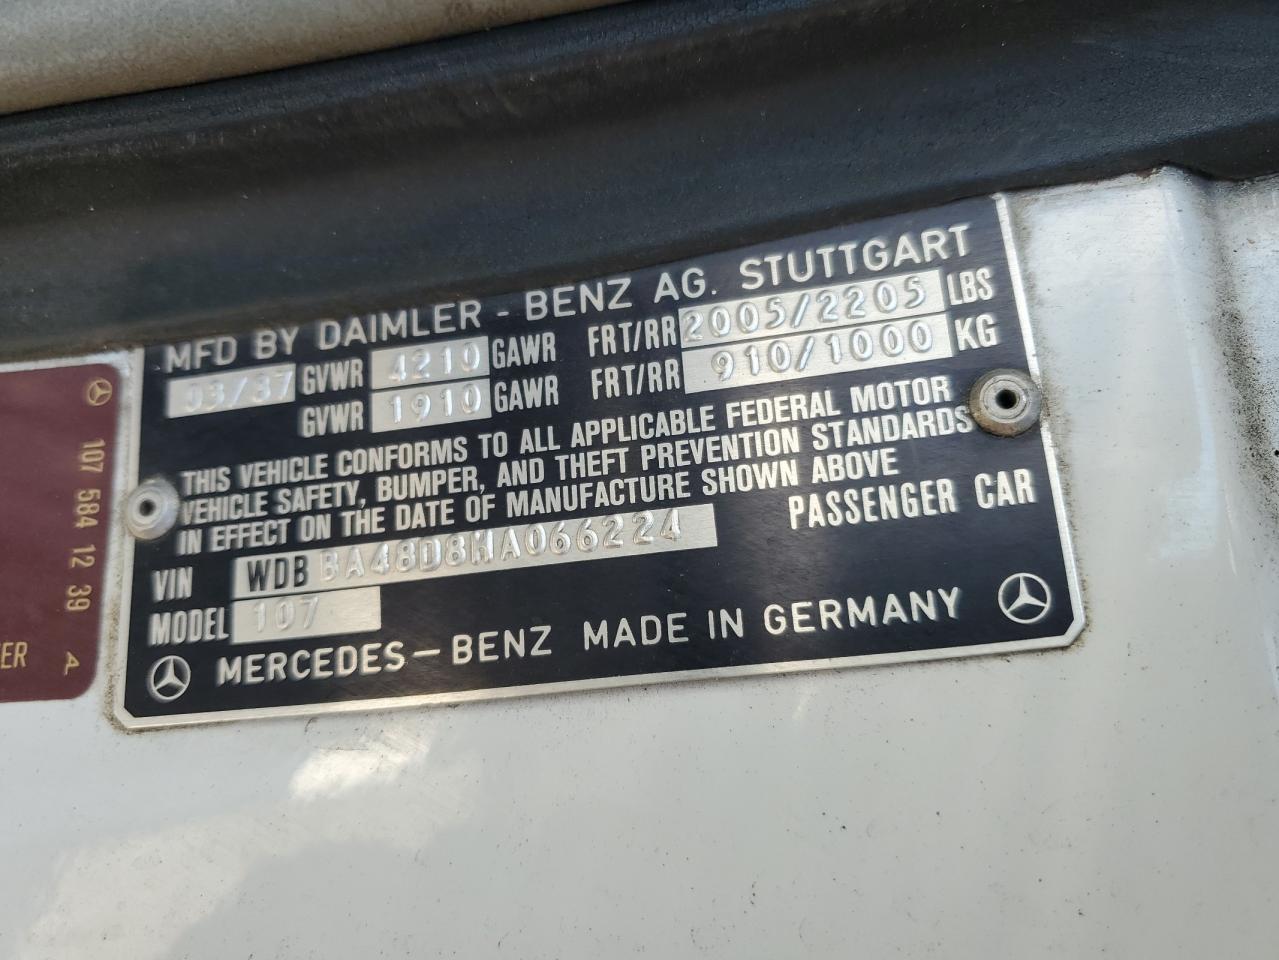 MFD BY DAIMLER - BENZ AG. STUTTGART
03/87 GVWR 4210 GAWR FRT/RR 2005/2205 LBS
GVWR 1910 GAWR FRT/RR 910/1000 KG
THIS VEHICLE CONFORMS TO ALL APPLICABLE FEDERAL MOTOR
VEHICLE SAFETY, BUMPER, AND THEFT PREVENTION STANDARDS
IN EFFECT ON THE DATE OF MANUFACTURE SHOWN ABOVE
PASSENGER CAR
VIN WDB BA48D8HA066224
MODEL 107
MERCEDES - BENZ MADE IN GERMANY
107 584 12 39
ER A